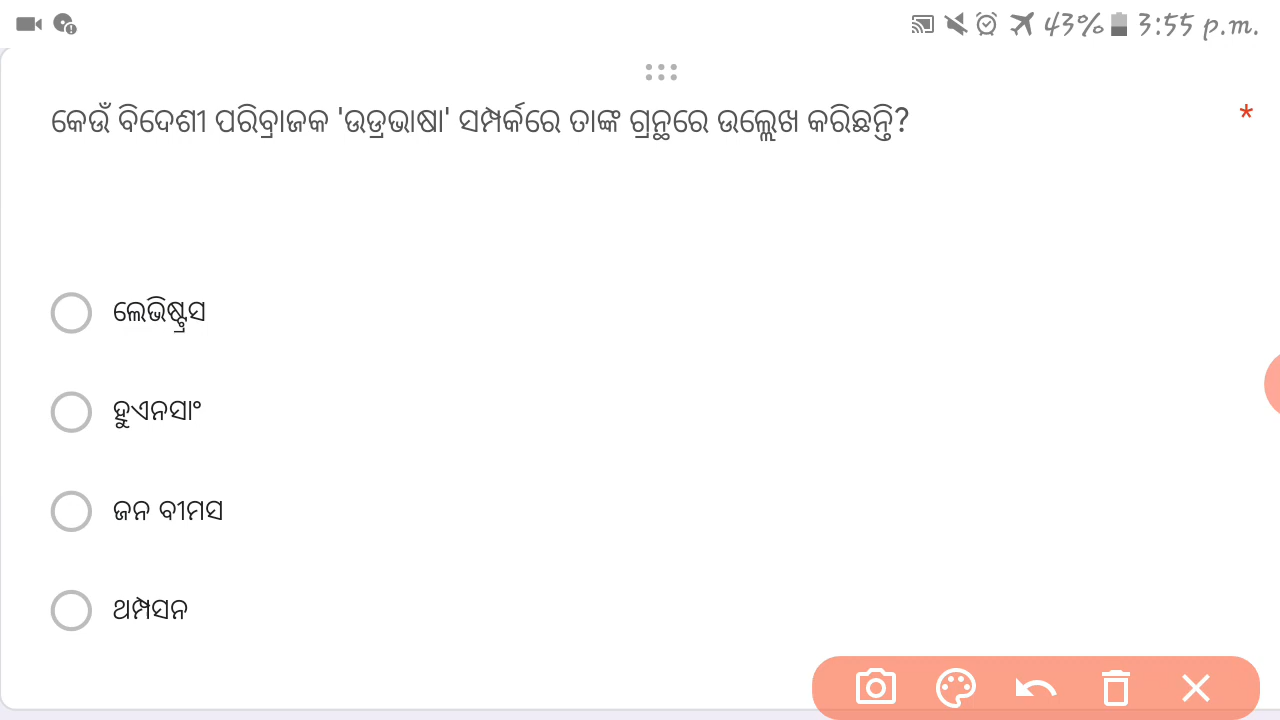 43% 3:55 p.m.
କେଉଁ ବିଦେଶୀ ପରିବ୍ରାଜକ 'ଉଡ୍ରଭାଷା' ସମ୍ପର୍କରେ ତାଙ୍କ ଗ୍ରନ୍ଥରେ ଉଲ୍ଲେଖ କରିଛନ୍ତି? *
ଲେଭିଷ୍ଟ୍ରସ
ହୁଏନସାଂ
ଜନ ବୀମସ
ଥମ୍ପସନ